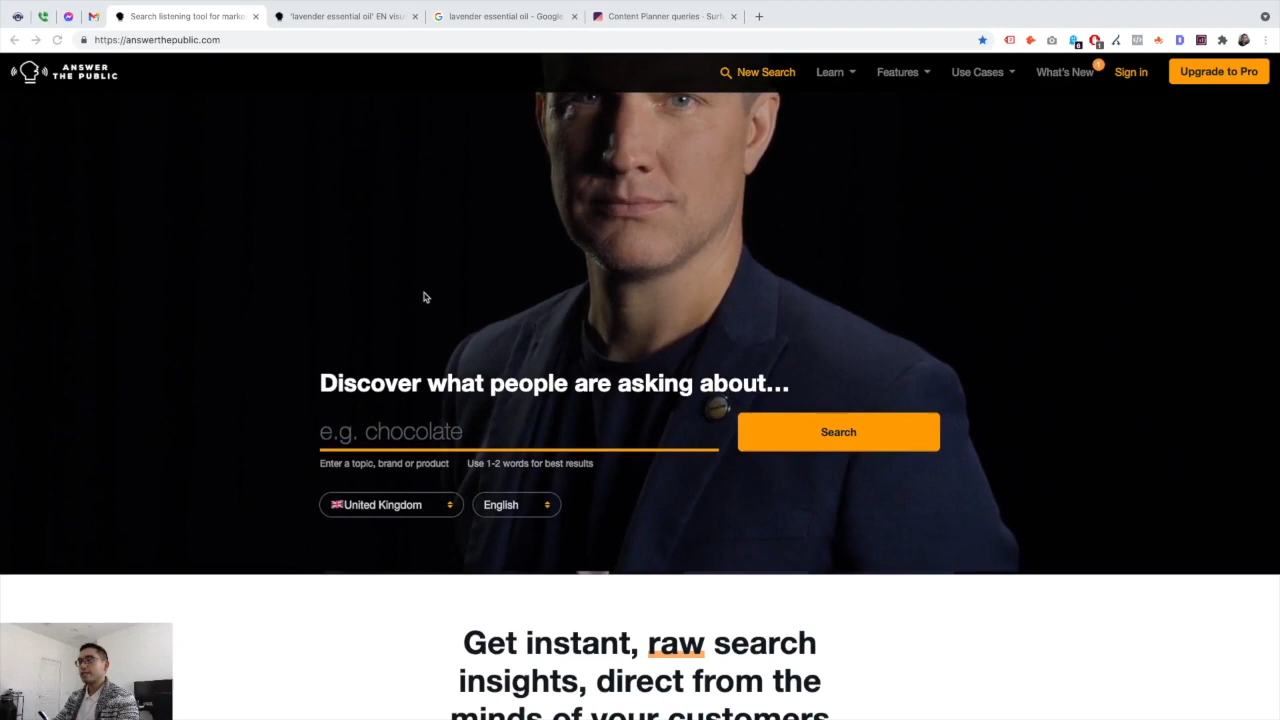 Search listening tool for marke
'lavender essential oil' EN visu
lavender essential oil - Google
Content Planner queries - Surf
https://answerthepublic.com
ANSWER
THE PUBLIC
New Search
Learn
Features
Use Cases
What's New
1
Sign in
Upgrade to Pro
Discover what people are asking about...
e.g. chocolate
Search
Enter a topic, brand or product
Use 1-2 words for best results
United Kingdom
English
Get instant, raw search
insights, direct from the
minds of your customers